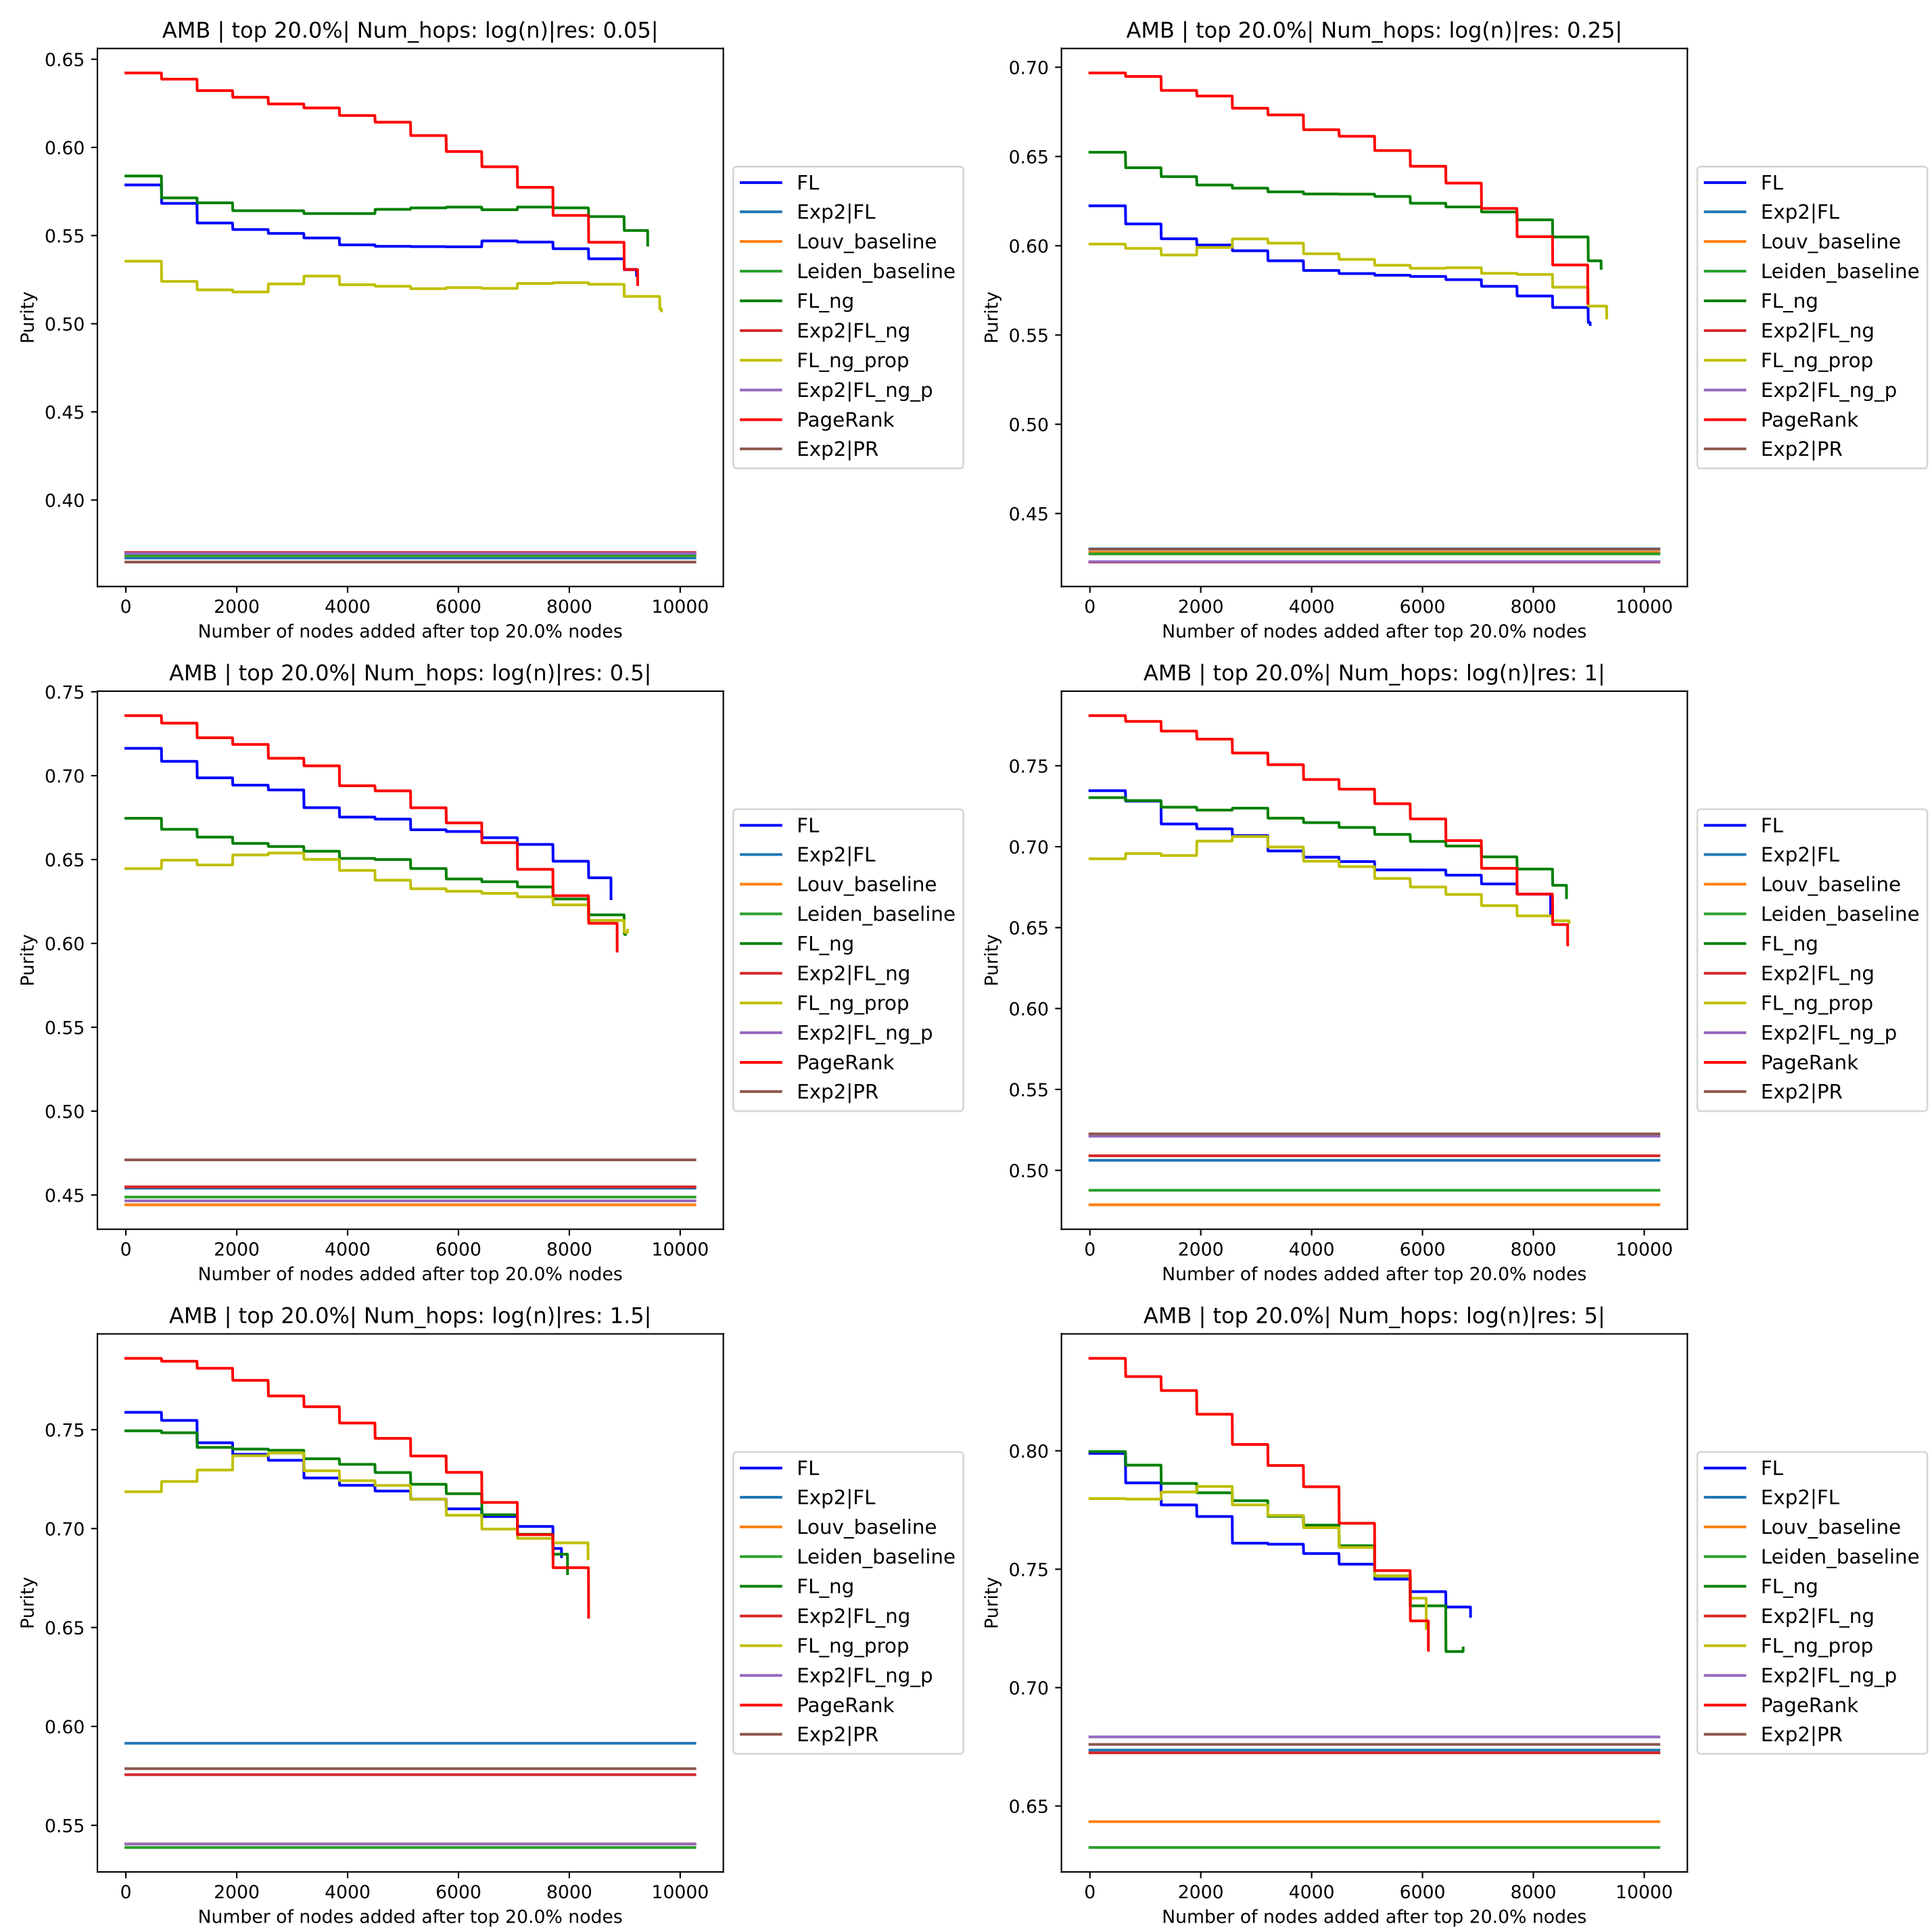 AMB | top 20.0%| Num_hops: log(n)|res: 0.05|
0.65
0.60
0.55
0.50
0.45
0.40
Purity
0 2000 4000 6000 8000 10000
Number of nodes added after top 20.0% nodes
FL
Exp2|FL
Louv_baseline
Leiden_baseline
FL_ng
Exp2|FL_ng
FL_ng_prop
Exp2|FL_ng_p
PageRank
Exp2|PR
AMB | top 20.0%| Num_hops: log(n)|res: 0.25|
0.70
0.65
0.60
0.55
0.50
0.45
Purity
0 2000 4000 6000 8000 10000
Number of nodes added after top 20.0% nodes
FL
Exp2|FL
Louv_baseline
Leiden_baseline
FL_ng
Exp2|FL_ng
FL_ng_prop
Exp2|FL_ng_p
PageRank
Exp2|PR
AMB | top 20.0%| Num_hops: log(n)|res: 0.5|
0.75
0.70
0.65
0.60
0.55
0.50
0.45
Purity
0 2000 4000 6000 8000 10000
Number of nodes added after top 20.0% nodes
FL
Exp2|FL
Louv_baseline
Leiden_baseline
FL_ng
Exp2|FL_ng
FL_ng_prop
Exp2|FL_ng_p
PageRank
Exp2|PR
AMB | top 20.0%| Num_hops: log(n)|res: 1|
0.75
0.70
0.65
0.60
0.55
0.50
Purity
0 2000 4000 6000 8000 10000
Number of nodes added after top 20.0% nodes
FL
Exp2|FL
Louv_baseline
Leiden_baseline
FL_ng
Exp2|FL_ng
FL_ng_prop
Exp2|FL_ng_p
PageRank
Exp2|PR
AMB | top 20.0%| Num_hops: log(n)|res: 1.5|
0.75
0.70
0.65
0.60
0.55
Purity
0 2000 4000 6000 8000 10000
Number of nodes added after top 20.0% nodes
FL
Exp2|FL
Louv_baseline
Leiden_baseline
FL_ng
Exp2|FL_ng
FL_ng_prop
Exp2|FL_ng_p
PageRank
Exp2|PR
AMB | top 20.0%| Num_hops: log(n)|res: 5|
0.80
0.75
0.70
0.65
Purity
0 2000 4000 6000 8000 10000
Number of nodes added after top 20.0% nodes
FL
Exp2|FL
Louv_baseline
Leiden_baseline
FL_ng
Exp2|FL_ng
FL_ng_prop
Exp2|FL_ng_p
PageRank
Exp2|PR